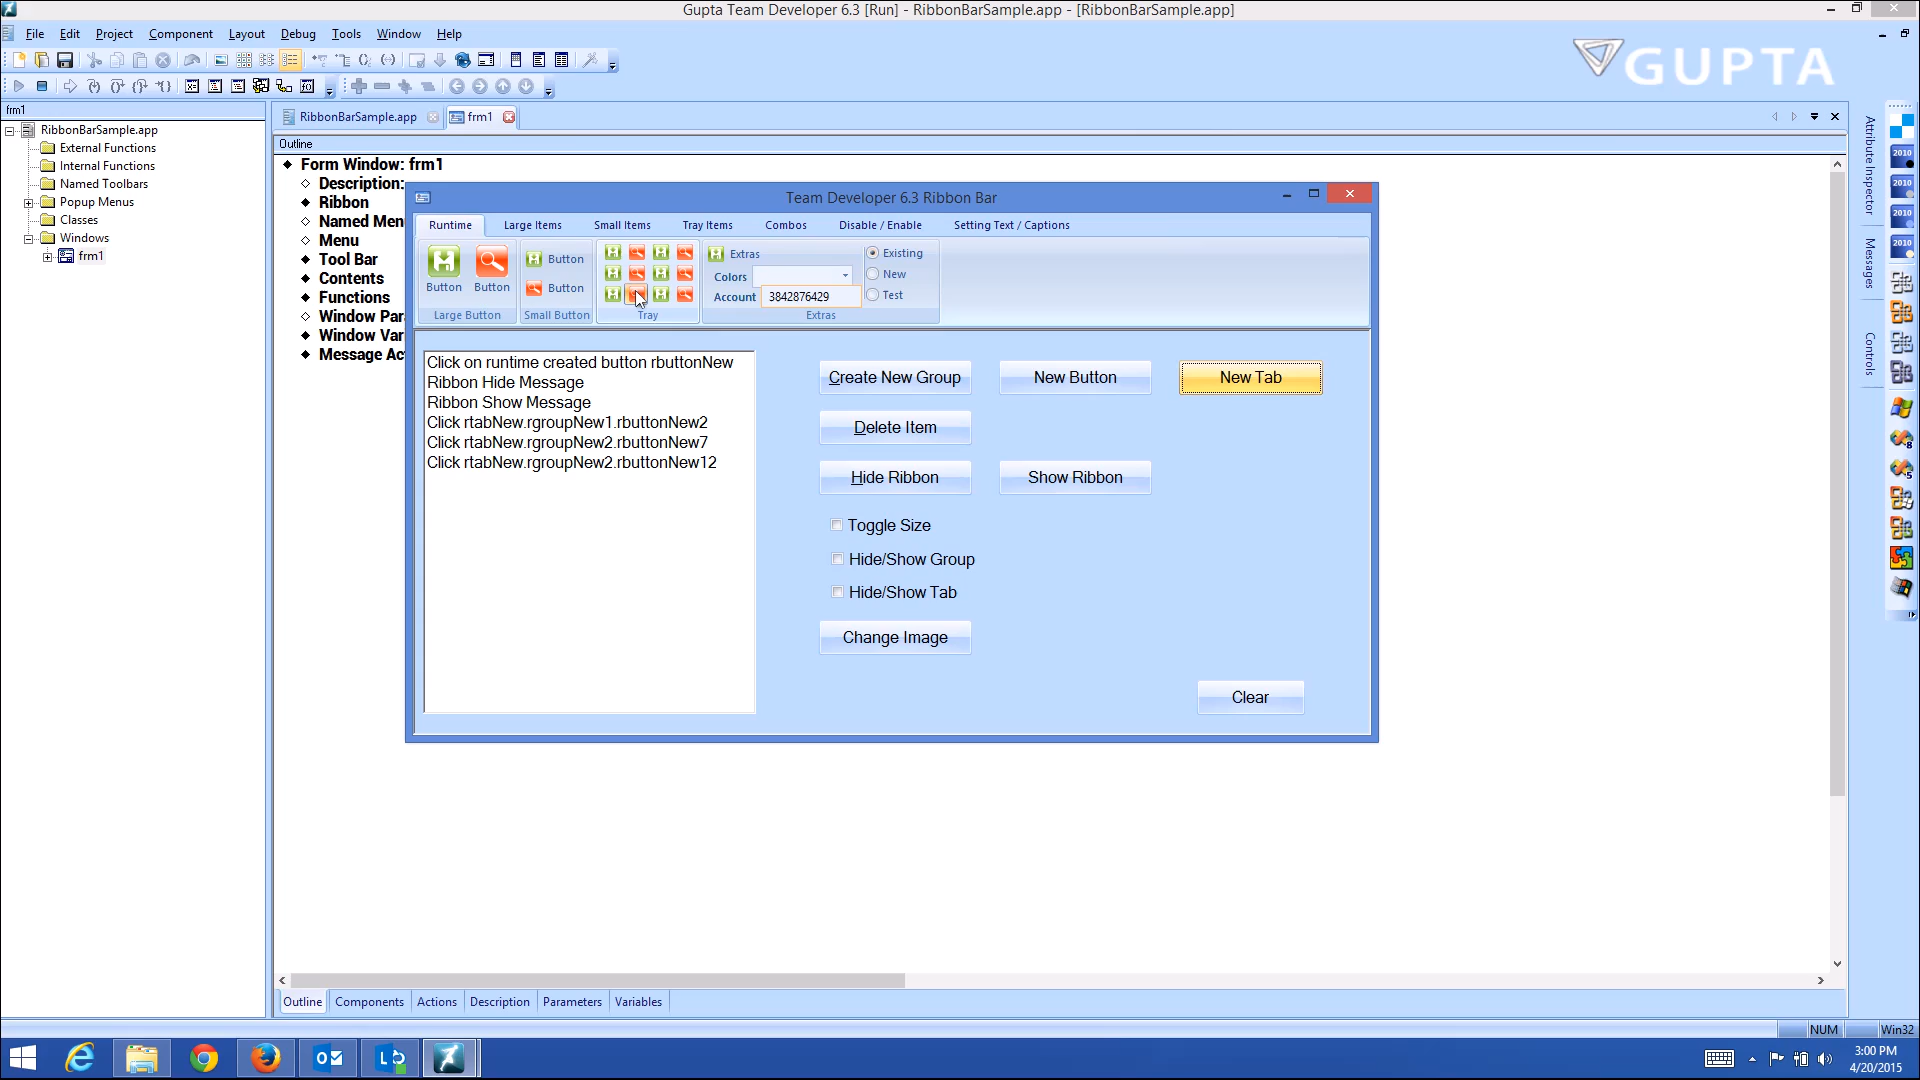 Gupta Team Developer 6.3 [Run] - RibbonBarSample.app - [RibbonBarSample.app]
File Edit Project Component Layout Tools Debug Window Help
GUPTA
frm1
RibbonBarSample.app
External Functions
Internal Functions
Named Toolbars
Popup Menus
Classes
Windows
frm1
RibbonBarSample.app frm1
Outline
Form Window: frm1
Description:
Ribbon
Named Men
Menu
Tool Bar
Contents
Functions
Window Par
Window Var
Message Ac
Team Developer 6.3 Ribbon Bar
Runtime Large Items Small Items Tray Items Combos Disable / Enable Setting Text / Captions
Button Button
Large Button
Button
Button
Small Button
Tray
Extras
Colors
Account 3842876429
Existing
New
Test
Extras
Click on runtime created button rbuttonNew
Ribbon Hide Message
Ribbon Show Message
Click rtabNew.rgroupNew1.rbuttonNew2
Click rtabNew.rgroupNew2.rbuttonNew7
Click rtabNew.rgroupNew2.rbuttonNew12
Create New Group New Button New Tab
Delete Item
Hide Ribbon Show Ribbon
Toggle Size
Hide/Show Group
Hide/Show Tab
Change Image
Clear
Attribute Inspector
Messages
Controls
2010
2010
2010
2010
Outline Components Actions Description Parameters Variables
NUM Win32
3:00 PM
4/20/2015